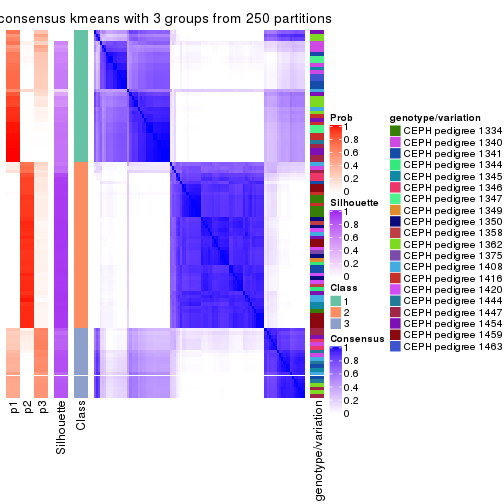 consensus kmeans with 3 groups from 250 partitions
Prob
1
0.8
0.6
0.4
0.2
0
Silhouette
1
0.8
0.6
0.4
0.2
0
Class
1
2
3
Consensus
1
0.8
0.6
0.4
0.2
0
genotype/variation
CEPH pedigree 1334
CEPH pedigree 1340
CEPH pedigree 1341
CEPH pedigree 1344
CEPH pedigree 1345
CEPH pedigree 1346
CEPH pedigree 1347
CEPH pedigree 1349
CEPH pedigree 1350
CEPH pedigree 1358
CEPH pedigree 1362
CEPH pedigree 1375
CEPH pedigree 1408
CEPH pedigree 1416
CEPH pedigree 1420
CEPH pedigree 1444
CEPH pedigree 1447
CEPH pedigree 1454
CEPH pedigree 1459
CEPH pedigree 1463
p1
p2
p3
Silhouette
Class
genotype/variation